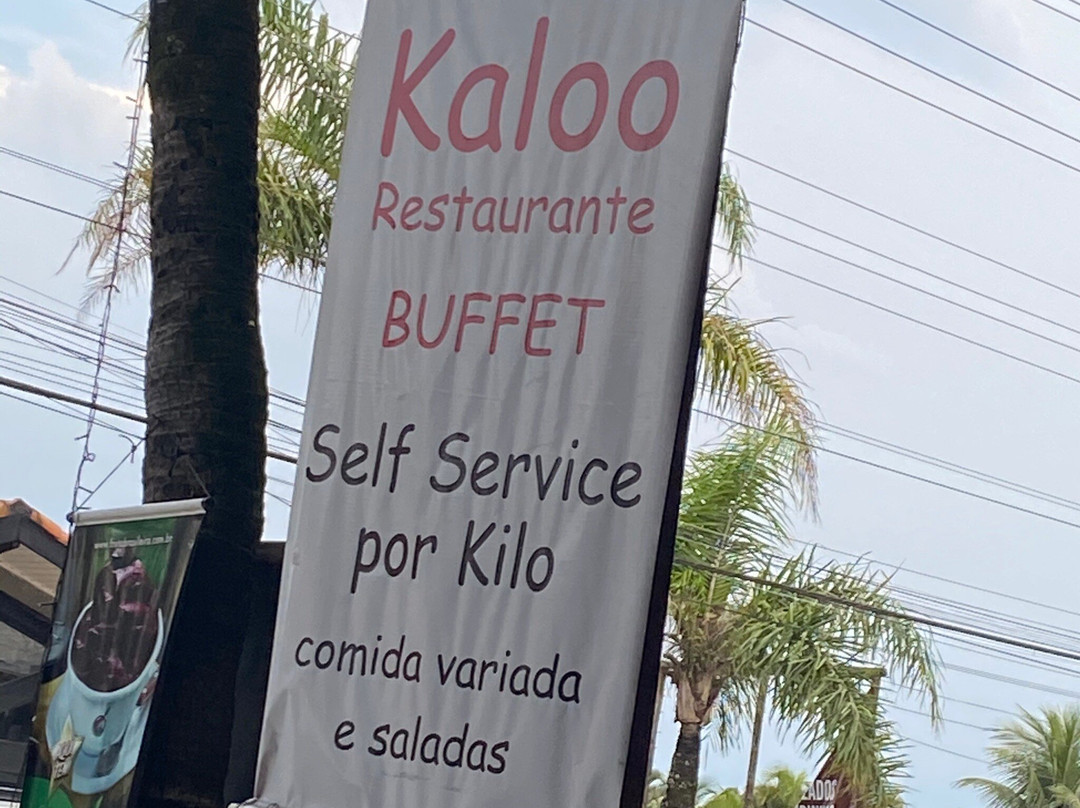 Kaloo
Restaurante
BUFFET
Self Service
por Kilo
comida variada
e saladas